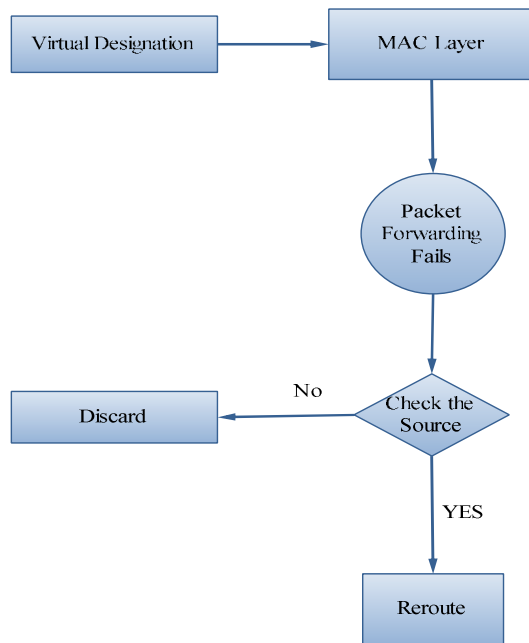 Virtual Designation
MAC Layer
Packet
Forwarding
Fails
No
Discard
Check the
Source
YES
Reroute